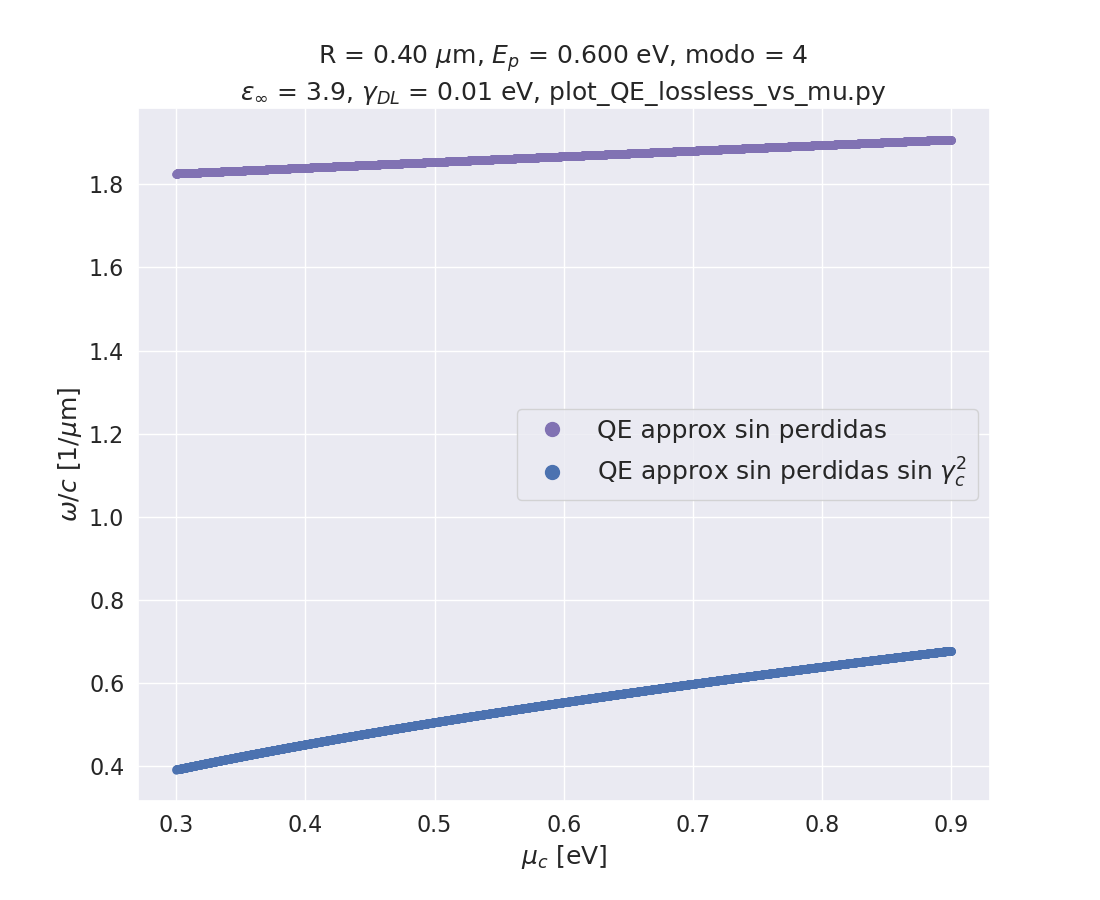 R = 0.40 μm, E_p = 0.600 eV, modo = 4
ε_∞ = 3.9, γ_DL = 0.01 eV, plot_QE_lossless_vs_mu.py
1.8
1.6
1.4
1.2
1.0
0.8
0.6
0.4
ω/c [1/μm]
QE approx sin perdidas
QE approx sin perdidas sin γ_c^2
0.3 0.4 0.5 0.6 0.7 0.8 0.9
μ_c [eV]